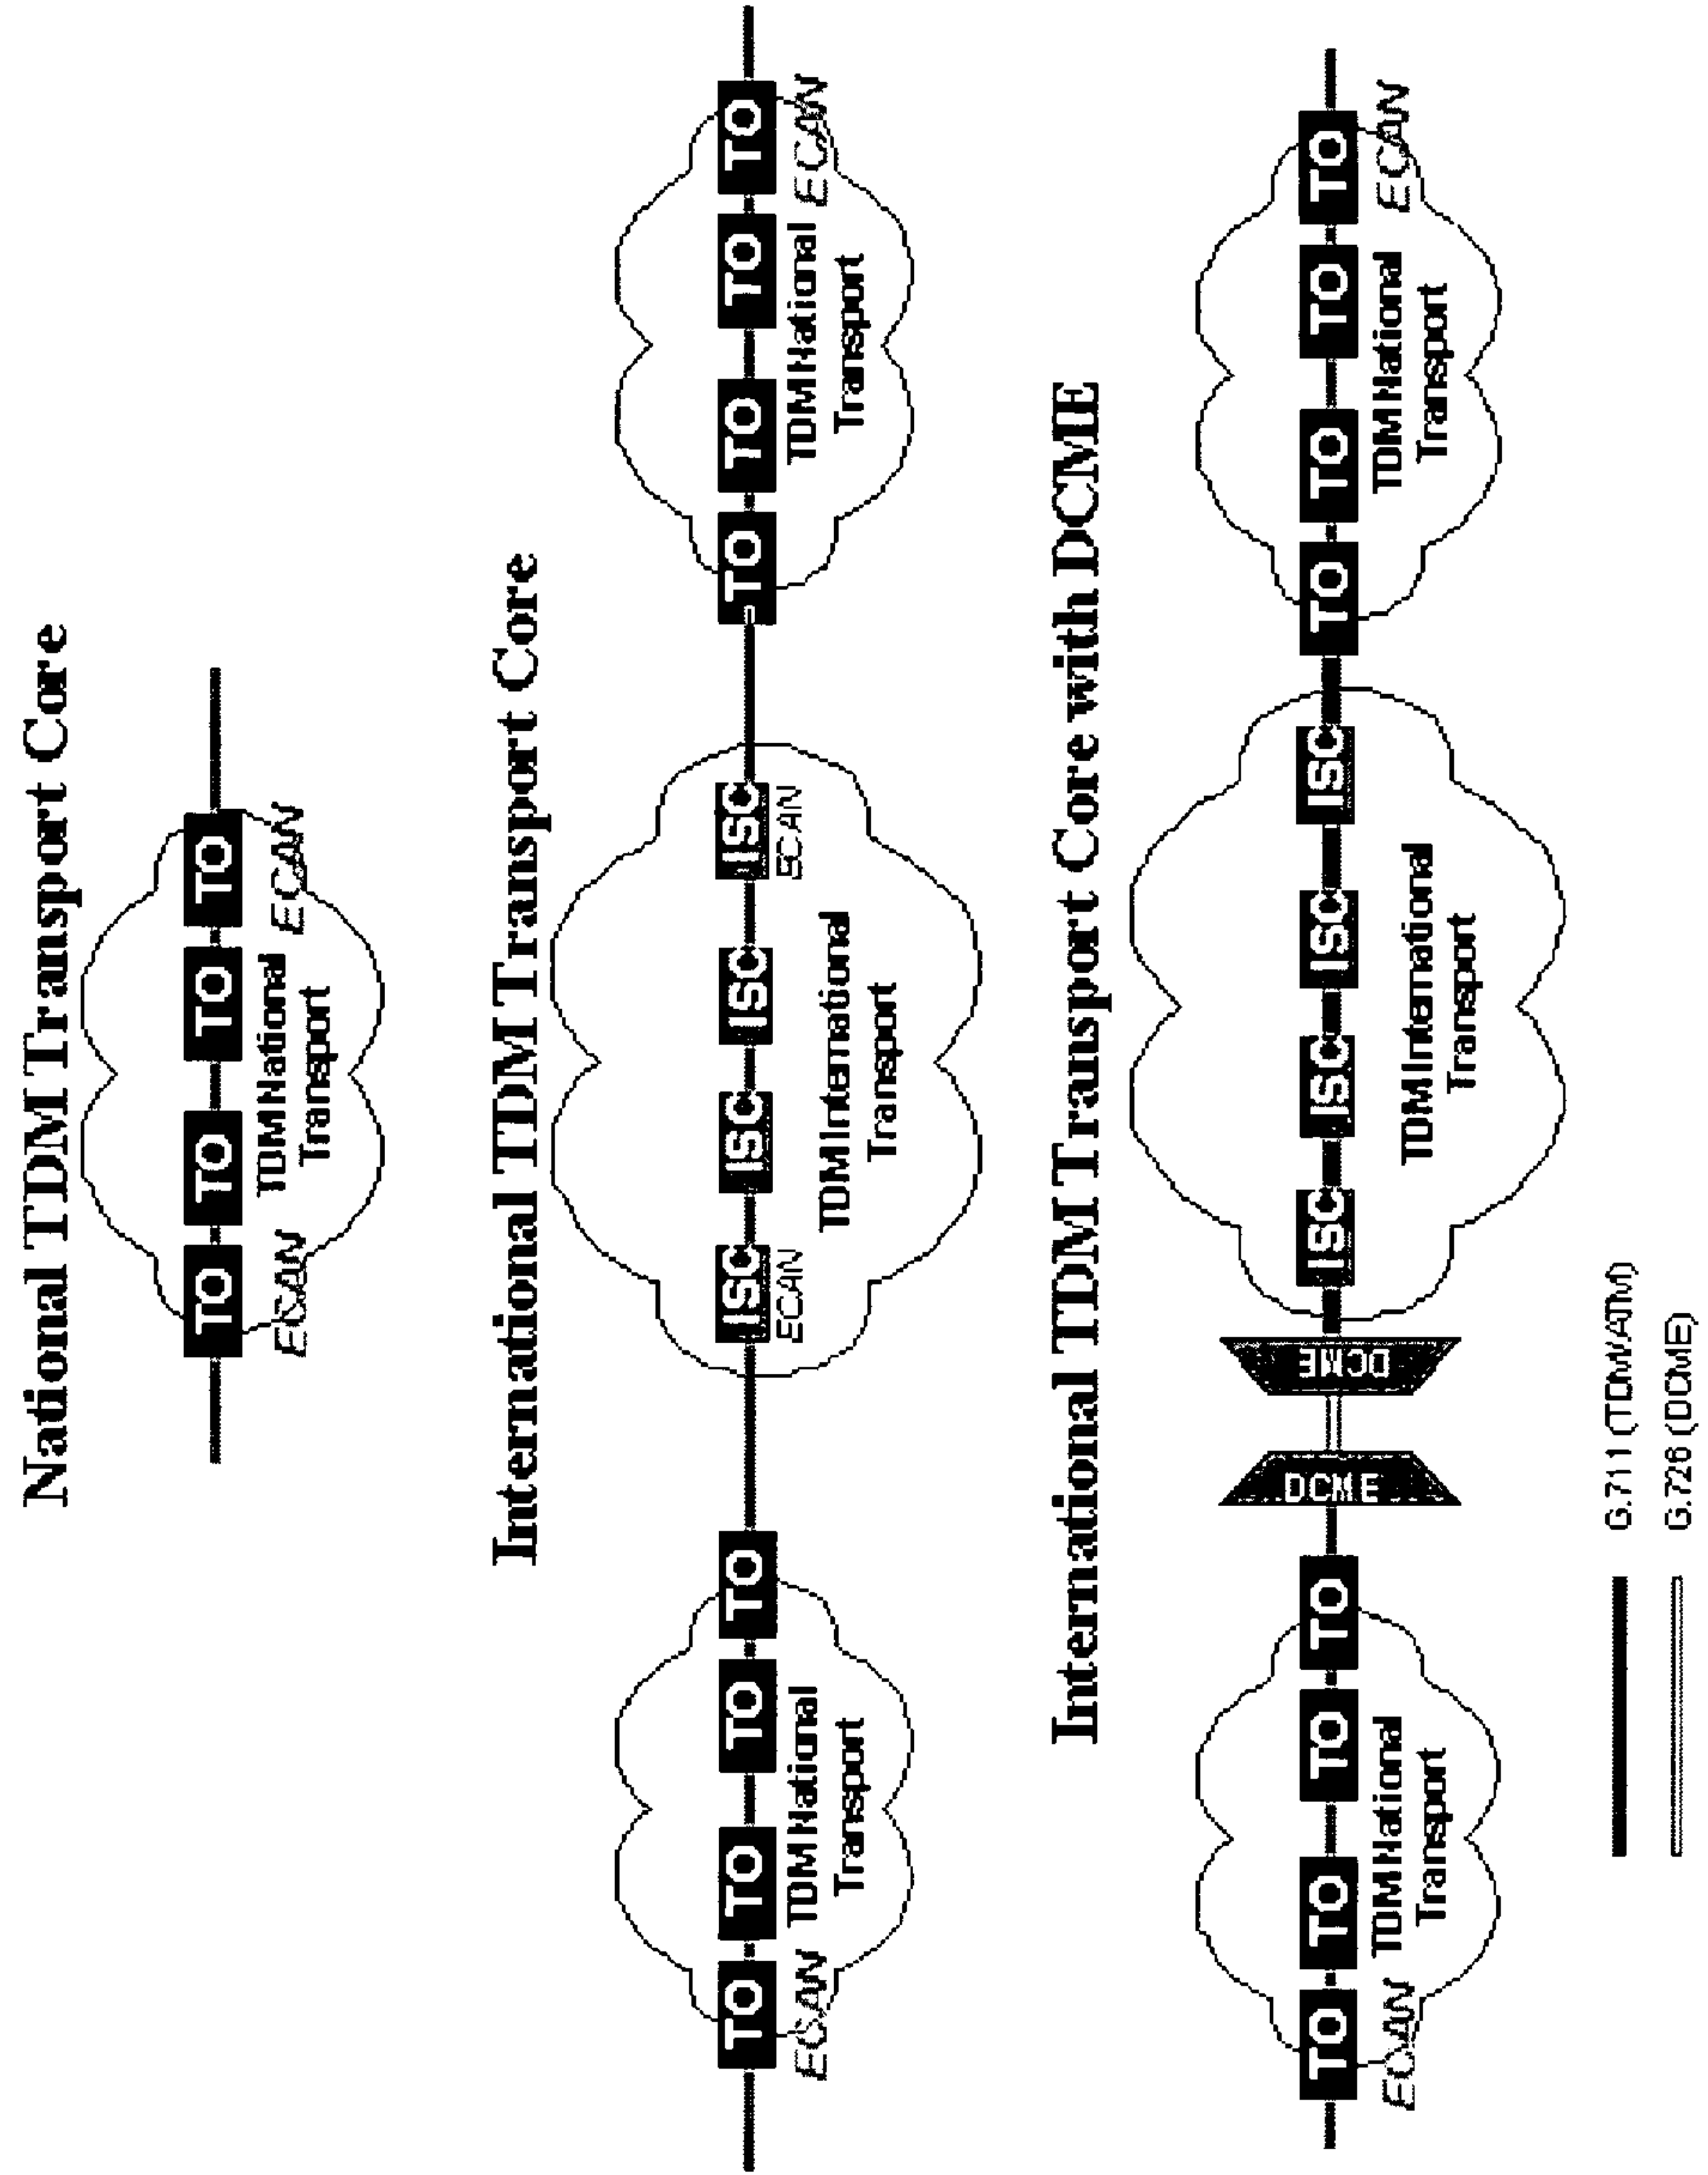 National TDM Transport Core
TO TO TO TO
ECAN ECAN
TDM National
Transport
International TDM Transport Core
TO TO TO TO ISC ISC ISC ISC TO TO TO TO
ECAN ECAN SCAN ECAN
TDM National
Transport
TDM International
Transport
TDM National
Transport
International TDM Transport Core with DCME
TO TO TO TO DCME DCME ISC ISC ISC ISC TO TO TO TO
ECAN ECAN
TDM National
Transport
TDM International
Transport
TDM National
Transport
G.711 (TDM/ATM)
G.726 (DCME)